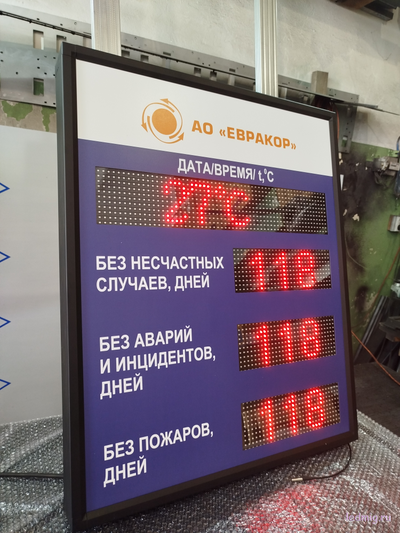 АО «ЕВРАКОР»
ДАТА/ВРЕМЯ/ t,°C
27°C
БЕЗ НЕСЧАСТНЫХ
СЛУЧАЕВ, ДНЕЙ
118
БЕЗ АВАРИЙ
И ИНЦИДЕНТОВ,
ДНЕЙ
118
БЕЗ ПОЖАРОВ,
ДНЕЙ
118